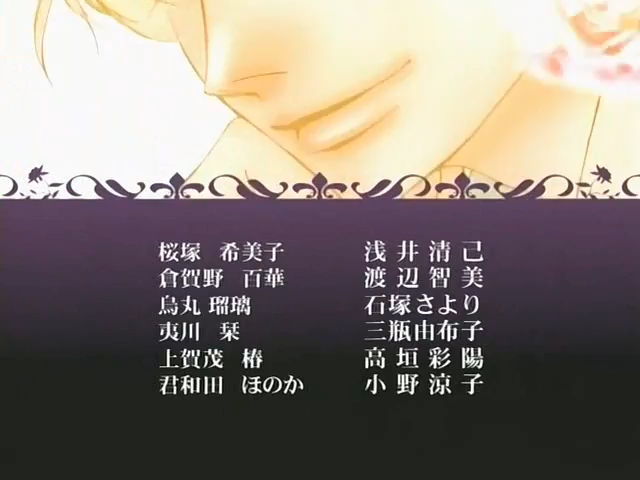 桜塚 希美子 浅井清己
倉賀野 百華 渡辺智美
烏丸 瑠璃 石塚さより
夷川 栞 三瓶由布子
上賀茂 椿 高垣彩陽
君和田 ほのか 小野涼子